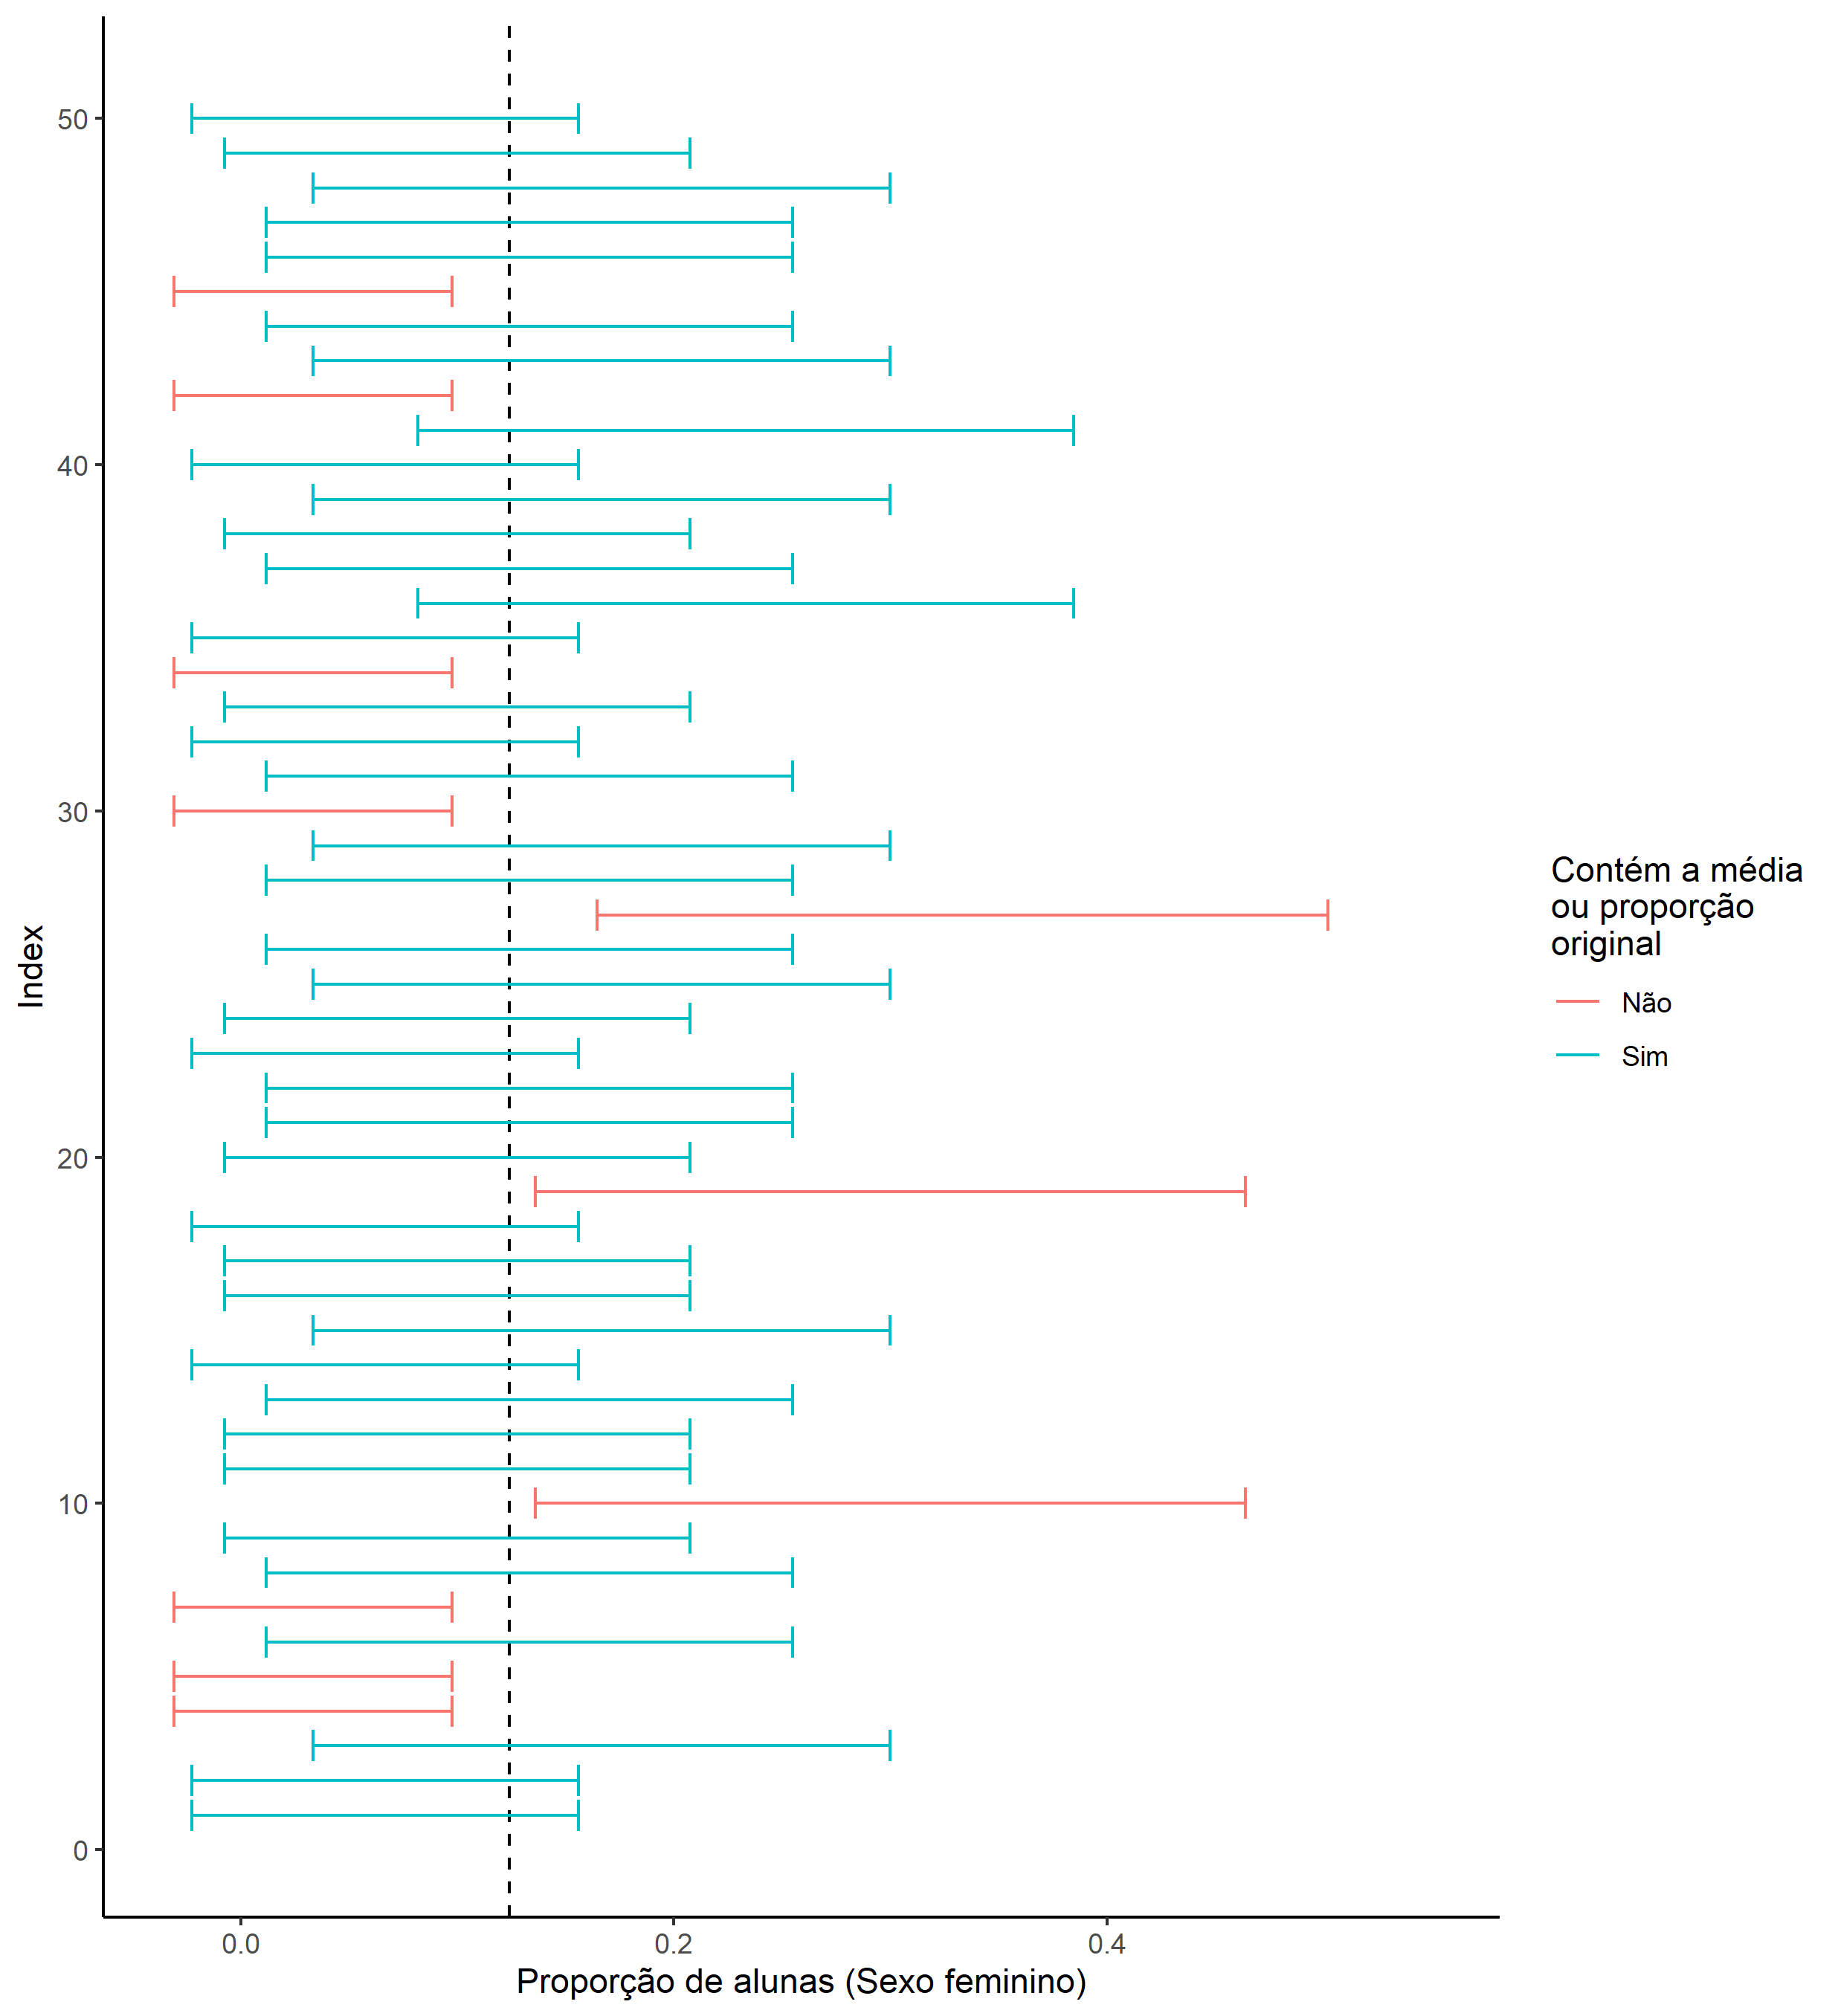 50
40
30
20
10
0
Index
0.0
0.2
0.4
Proporção de alunas (Sexo feminino)
Contém a média
ou proporção
original
Não
Sim